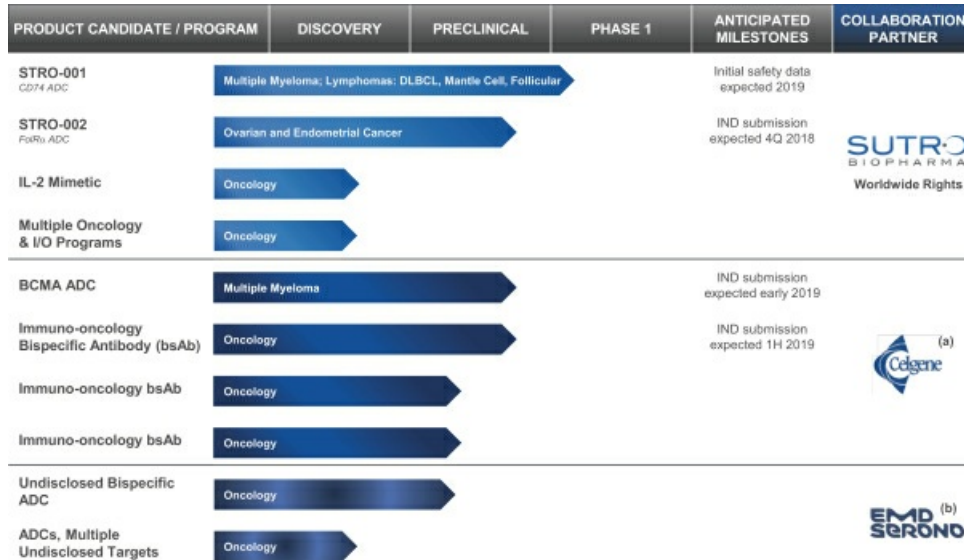 PRODUCT CANDIDATE / PROGRAM
DISCOVERY
PRECLINICAL
PHASE 1
ANTICIPATED
MILESTONES
COLLABORATION
PARTNER
STRO-001
CD74 ADC
Multiple Myeloma; Lymphomas: DLBCL, Mantle Cell, Follicular
Initial safety data
expected 2019
STRO-002
FolRα ADC
Ovarian and Endometrial Cancer
IND submission
expected 4Q 2018
SUTRO
BIOPHARMA
Worldwide Rights
IL-2 Mimetic
Oncology
Multiple Oncology
& I/O Programs
Oncology
BCMA ADC
Multiple Myeloma
IND submission
expected early 2019
Immuno-oncology
Bispecific Antibody (bsAb)
Oncology
IND submission
expected 1H 2019
(a)
Celgene
Immuno-oncology bsAb
Oncology
Immuno-oncology bsAb
Oncology
Undisclosed Bispecific
ADC
Oncology
EMD (b)
SERONO
ADCs, Multiple
Undisclosed Targets
Oncology